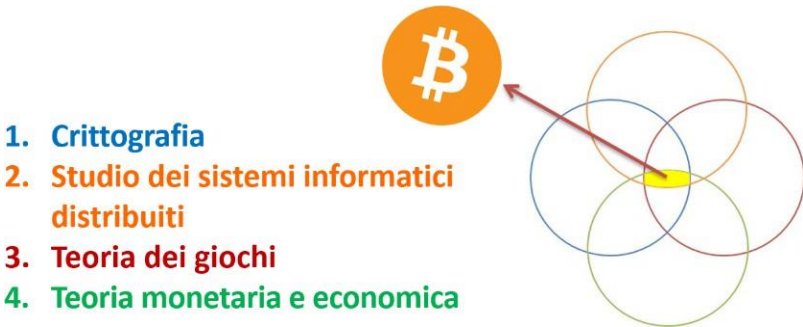 1. Crittografia
2. Studio dei sistemi informatici
distribuiti
3. Teoria dei giochi
4. Teoria monetaria e economica